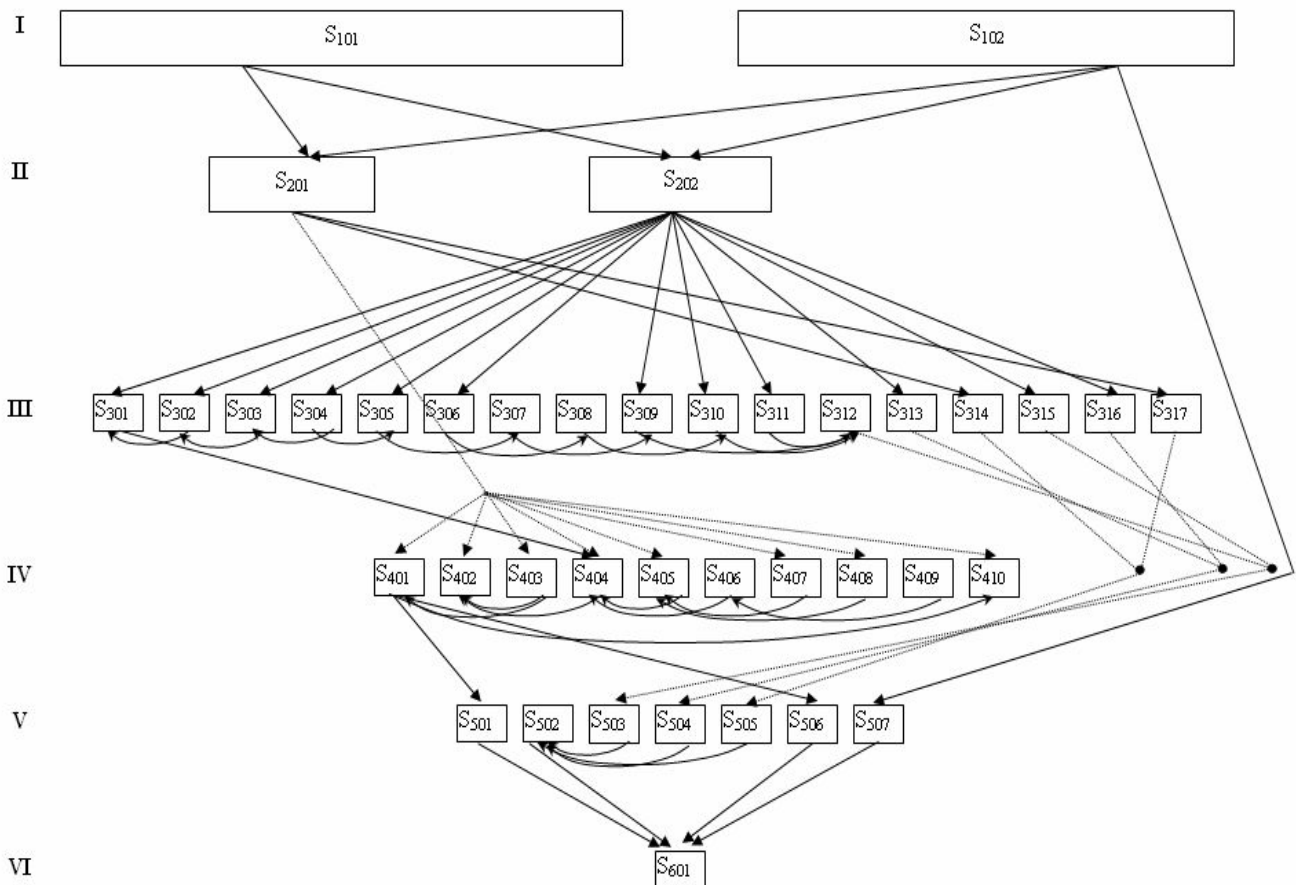 I S₁₀₁ S₁₀₂
II S₂₀₁ S₂₀₂
III S₃₀₁ S₃₀₂ S₃₀₃ S₃₀₄ S₃₀₅ S₃₀₆ S₃₀₇ S₃₀₈ S₃₀₉ S₃₁₀ S₃₁₁ S₃₁₂ S₃₁₃ S₃₁₄ S₃₁₅ S₃₁₆ S₃₁₇
IV S₄₀₁ S₄₀₂ S₄₀₃ S₄₀₄ S₄₀₅ S₄₀₆ S₄₀₇ S₄₀₈ S₄₀₉ S₄₁₀
V S₅₀₁ S₅₀₂ S₅₀₃ S₅₀₄ S₅₀₅ S₅₀₆ S₅₀₇
VI S₆₀₁